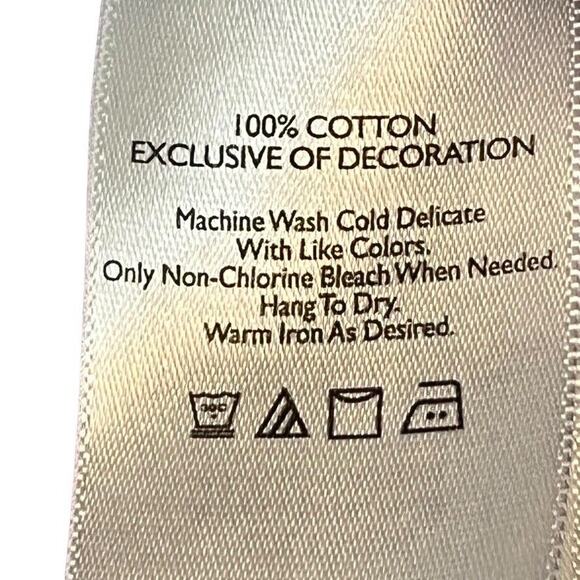 100% COTTON
EXCLUSIVE OF DECORATION
Machine Wash Cold Delicate
With Like Colors.
Only Non-Chlorine Bleach When Needed.
Hang To Dry.
Warm Iron As Desired.
30C